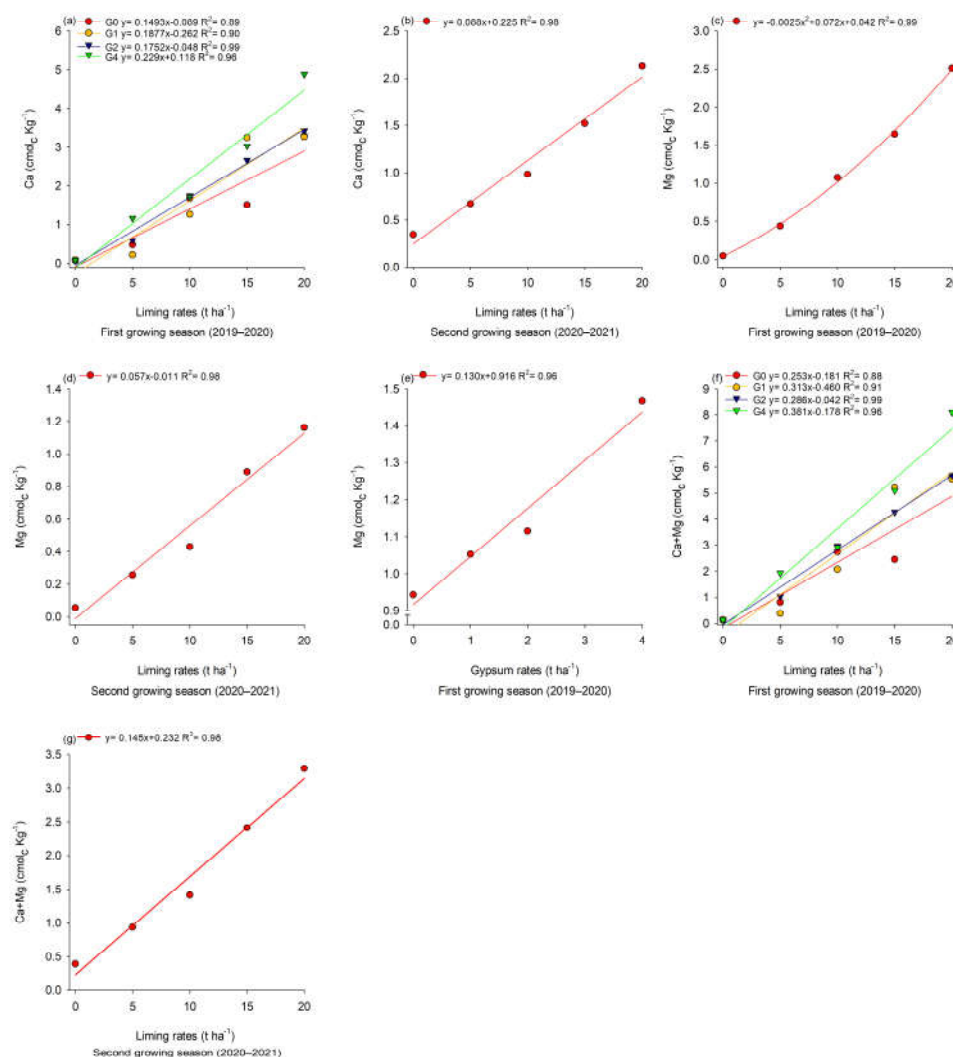 (a) G0 y= 0.1493x-0.069 R²= 0.89
G1 y= 0.1877x-0.262 R²= 0.90
G2 y= 0.1752x-0.048 R²= 0.99
G4 y= 0.229x+0.118 R²= 0.96
Ca (cmolc Kg⁻¹)
6
5
4
3
2
1
0
0 5 10 15 20
Liming rates (t ha⁻¹)
First growing season (2019–2020)
(b) y= 0.088x+0.225 R²= 0.98
Ca (cmolc Kg⁻¹)
2.5
2.0
1.5
1.0
0.5
0.0
0 5 10 15 20
Liming rates (t ha⁻¹)
Second growing season (2020–2021)
(c) y= -0.0025x²+0.072x+0.042 R²= 0.99
Mg (cmolc Kg⁻¹)
3.0
2.5
2.0
1.5
1.0
0.5
0.0
0 5 10 15 20
Liming rates (t ha⁻¹)
First growing season (2019–2020)
(d) y= 0.057x-0.011 R²= 0.98
Mg (cmolc Kg⁻¹)
1.4
1.2
1.0
0.8
0.6
0.4
0.2
0.0
0 5 10 15 20
Liming rates (t ha⁻¹)
Second growing season (2020–2021)
(e) y= 0.130x+0.916 R²= 0.96
Mg (cmolc Kg⁻¹)
1.5
1.4
1.3
1.2
1.1
1.0
0.9
0.0
0 1 2 3 4
Gypsum rates (t ha⁻¹)
First growing season (2019–2020)
(f) G0 y= 0.253x-0.181 R²= 0.88
G1 y= 0.313x-0.460 R²= 0.91
G2 y= 0.286x-0.042 R²= 0.99
G4 y= 0.381x-0.178 R²= 0.96
Ca+Mg (cmolc Kg⁻¹)
9
8
7
6
5
4
3
2
1
0
0 5 10 15 20
Liming rates (t ha⁻¹)
First growing season (2019–2020)
(g) y= 0.145x+0.232 R²= 0.98
Ca+Mg (cmolc Kg⁻¹)
3.5
3.0
2.5
2.0
1.5
1.0
0.5
0.0
0 5 10 15 20
Liming rates (t ha⁻¹)
Second growing season (2020–2021)